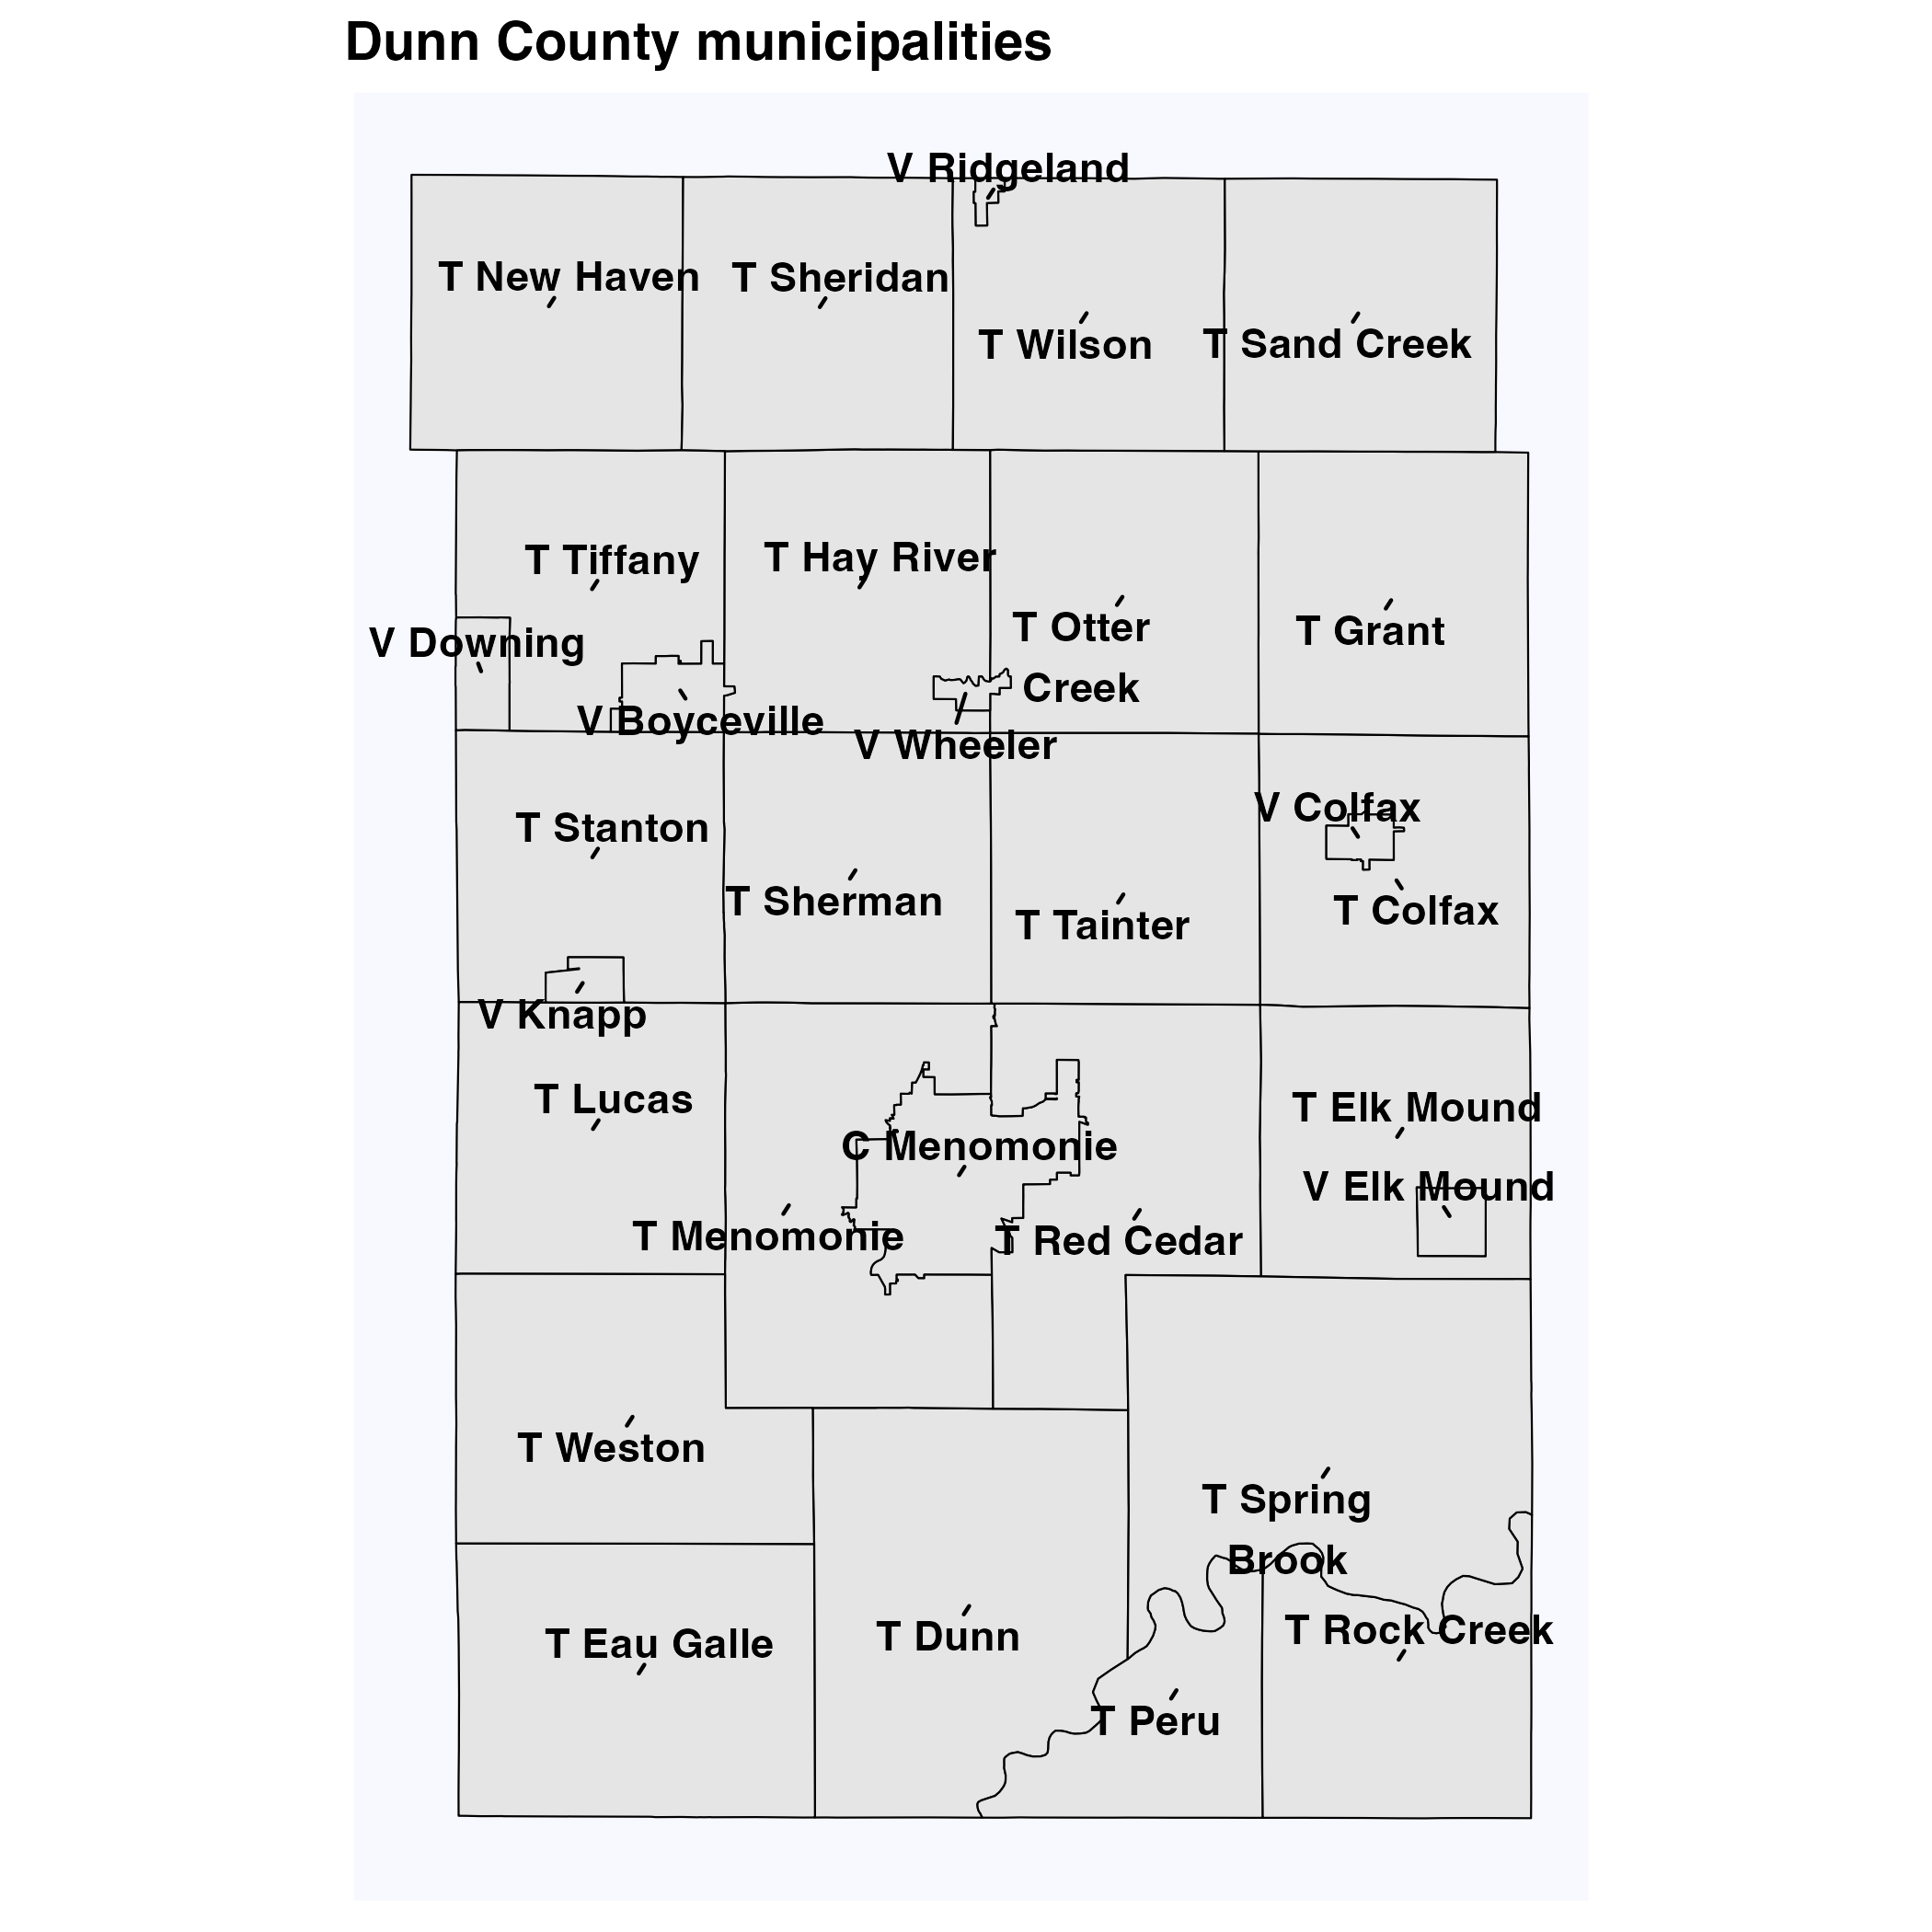 Dunn County municipalities
V Ridgeland
T New Haven
T Sheridan
T Wilson
T Sand Creek
T Tiffany
T Hay River
T Otter
Creek
T Grant
V Downing
V Boyceville
V Wheeler
T Stanton
V Colfax
T Sherman
T Tainter
T Colfax
V Knapp
T Lucas
T Elk Mound
C Menomonie
V Elk Mound
T Menomonie
T Red Cedar
T Weston
T Spring
Brook
T Eau Galle
T Dunn
T Rock Creek
T Peru